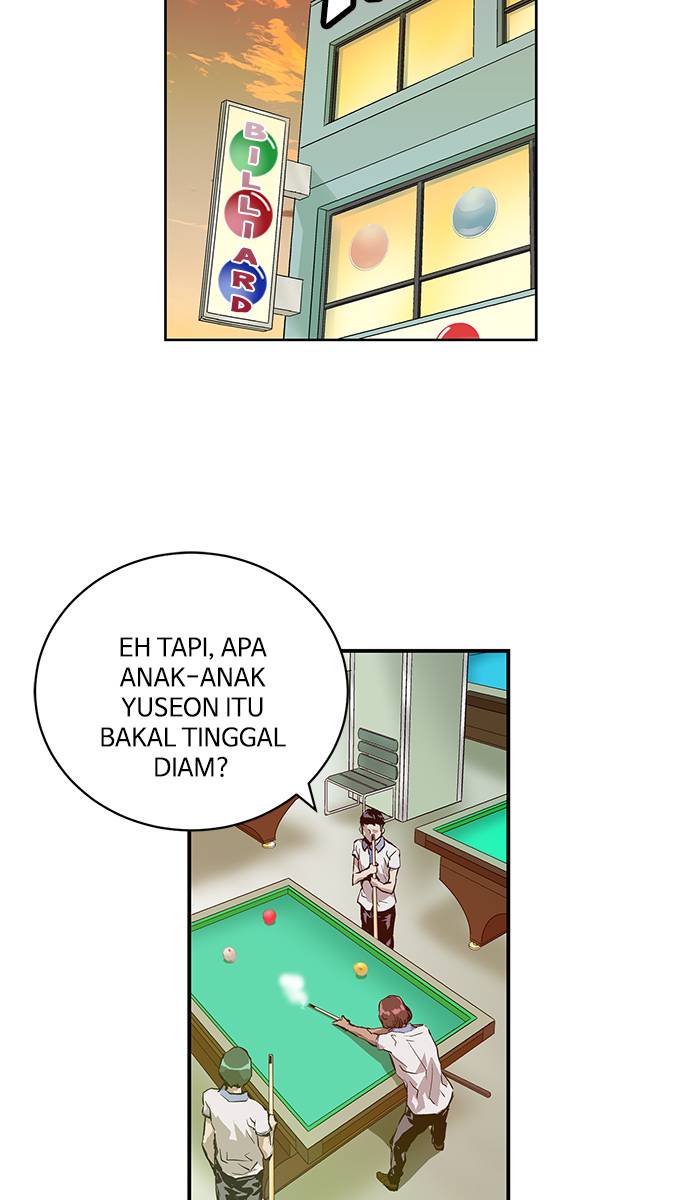 BILLIARD
EH TAPI, APA
ANAK-ANAK
YUSEON ITU
BAKAL TINGGAL
DIAM?